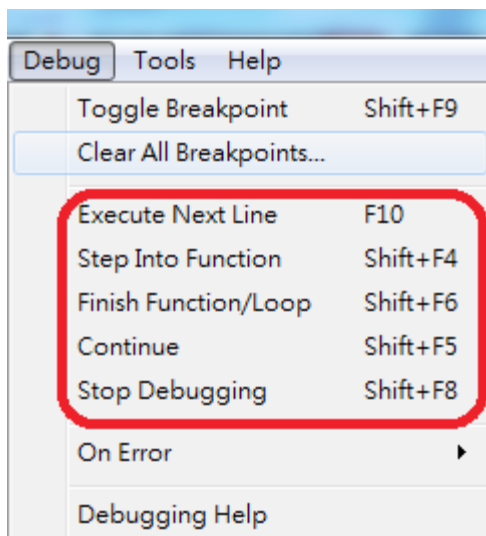 Debug Tools Help
Toggle Breakpoint Shift+F9
Clear All Breakpoints...
Execute Next Line F10
Step Into Function Shift+F4
Finish Function/Loop Shift+F6
Continue Shift+F5
Stop Debugging Shift+F8
On Error
Debugging Help